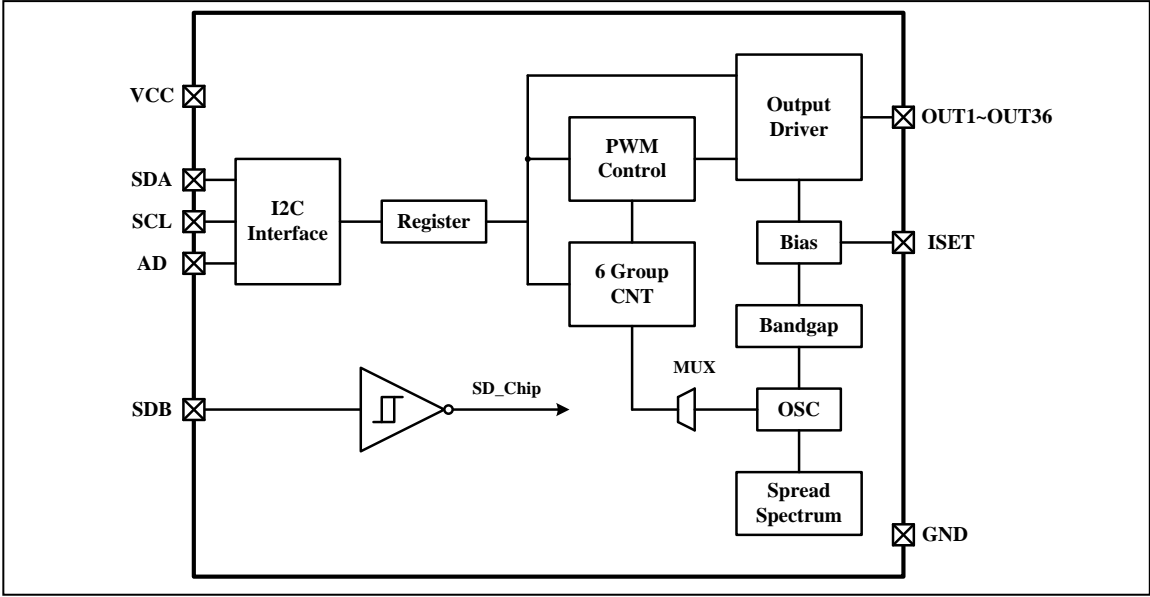 VCC
SDA
SCL
AD
SDB
I2C
Interface
Register
SD_Chip
PWM
Control
6 Group
CNT
MUX
Output
Driver
Bias
Bandgap
OSC
Spread
Spectrum
OUT1~OUT36
ISET
GND